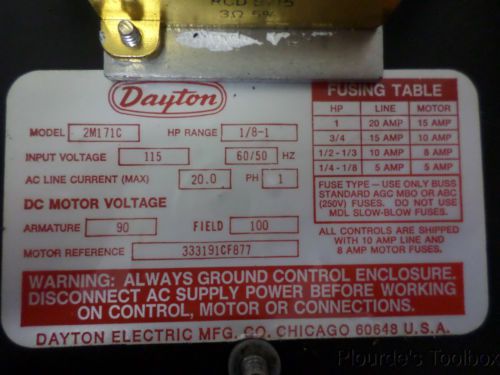 3Ω 5%
Dayton
MODEL 2M171C HP RANGE 1/8-1
INPUT VOLTAGE 115 60/50 HZ
AC LINE CURRENT (MAX) 20.0 PH 1
DC MOTOR VOLTAGE
ARMATURE 90 FIELD 100
MOTOR REFERENCE 333191CF877
FUSING TABLE
HP LINE MOTOR
1 20 AMP 15 AMP
3/4 15 AMP 10 AMP
1/2-1/3 10 AMP 8 AMP
1/4-1/8 5 AMP 5 AMP
FUSE TYPE – USE ONLY BUSS
STANDARD AGC MBO OR ABC
(250V) FUSES. DO NOT USE
MDL SLOW-BLOW FUSES.
ALL CONTROLS ARE SHIPPED
WITH 10 AMP LINE AND
8 AMP MOTOR FUSES.
WARNING: ALWAYS GROUND CONTROL ENCLOSURE.
DISCONNECT AC SUPPLY POWER BEFORE WORKING
ON CONTROL, MOTOR OR CONNECTIONS.
DAYTON ELECTRIC MFG. CO. CHICAGO 60648 U.S.A.
Plourde's Toolbox